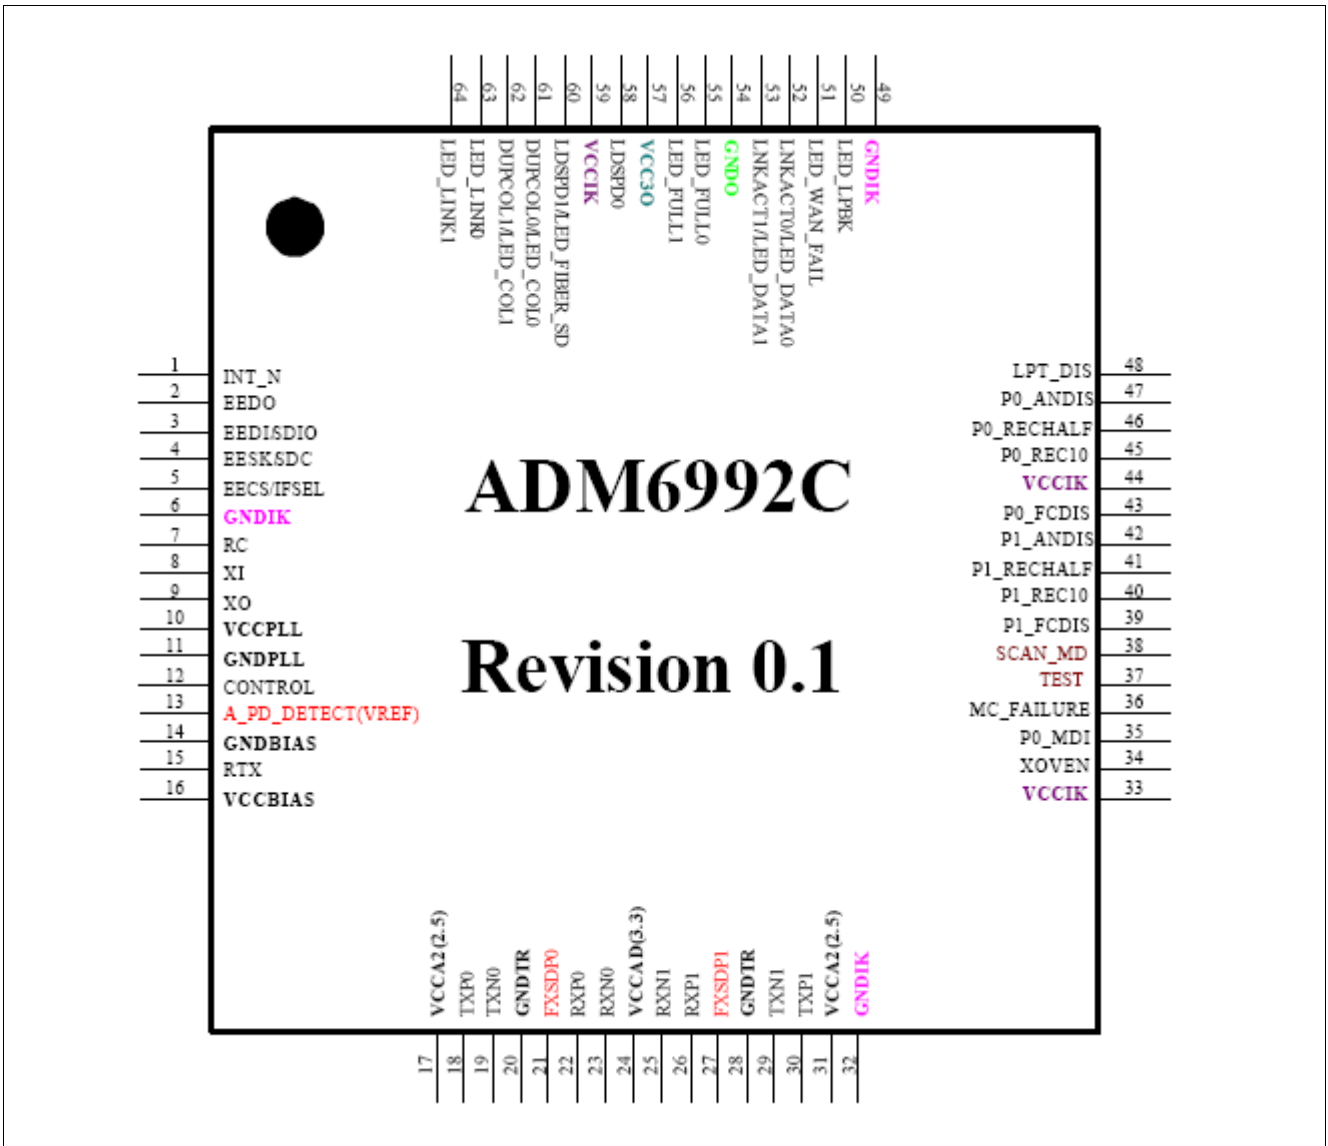 64
63
62
61
60
59
58
57
56
55
54
53
52
51
50
49
LED_LINK1
LED_LINK0
DUPCOL1/LED_COL1
DUPCOL0/LED_COL0
LDSPD1/LED_FIBER_SD
VCCIK
LDSPD0
VCC3O
LED_FULL1
LED_FULL0
GNDO
LNKACT1/LED_DATA1
LNKACT0/LED_DATA0
LED_WAN_FAIL
LED_LPBK
GNDIK
1 INT_N
2 EEDO
3 EEDI/SDIO
4 EESK/SDC
5 EECS/IFSEL
6 GNDIK
7 RC
8 XI
9 XO
10 VCCPLL
11 GNDPLL
12 CONTROL
13 A_PD_DETECT(VREF)
14 GNDBIAS
15 RTX
16 VCCBIAS
ADM6992C
Revision 0.1
LPT_DIS 48
P0_ANDIS 47
P0_RECHALF 46
P0_REC10 45
VCCIK 44
P0_FCDIS 43
P1_ANDIS 42
P1_RECHALF 41
P1_REC10 40
P1_FCDIS 39
SCAN_MD 38
TEST 37
MC_FAILURE 36
P0_MDI 35
XOVEN 34
VCCIK 33
VCCA2(2.5)
TXP0
TXN0
GNDTR
FXSDP0
RXP0
RXN0
VCCAD(3.3)
RXN1
RXP1
FXSDP1
GNDTR
TXN1
TXP1
VCCA2(2.5)
GNDIK
17
18
19
20
21
22
23
24
25
26
27
28
29
30
31
32